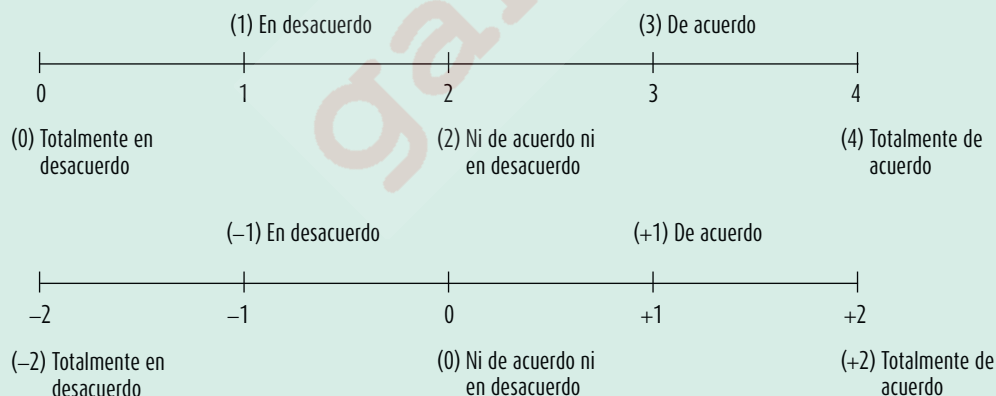 (1) En desacuerdo (3) De acuerdo
0 1 2 3 4
(0) Totalmente en (2) Ni de acuerdo ni (4) Totalmente de
desacuerdo en desacuerdo acuerdo
(–1) En desacuerdo (+1) De acuerdo
–2 –1 0 +1 +2
(–2) Totalmente en (0) Ni de acuerdo ni (+2) Totalmente de
desacuerdo en desacuerdo acuerdo